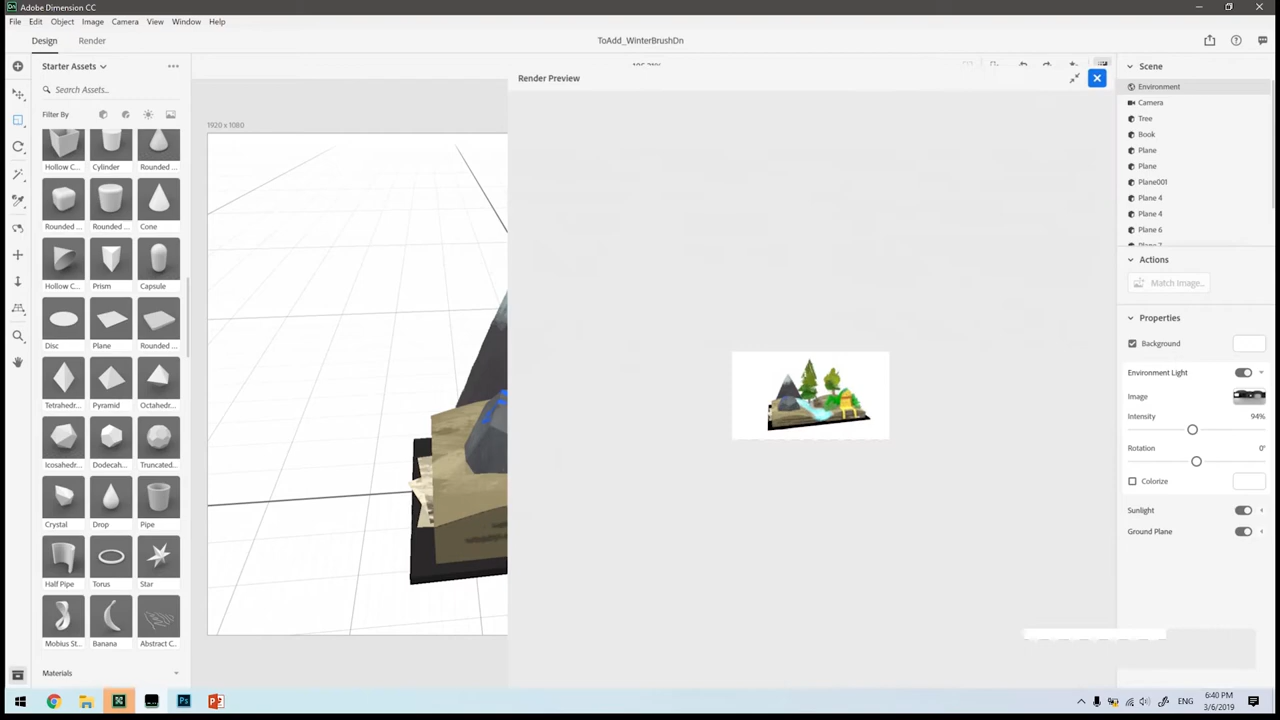 Dn Adobe Dimension CC
File Edit Object Image Camera View Window Help
Design Render ToAdd_WinterBrushDn
Starter Assets
Search Assets...
Filter By
Hollow C... Cylinder Rounded ...
Rounded ... Rounded ... Cone
Hollow C... Prism Capsule
Disc Plane Rounded ...
Tetrahedr... Pyramid Octahedr...
Icosahedr... Dodecah... Truncated...
Crystal Drop Pipe
Half Pipe Torus Star
Mobius St... Banana Abstract C...
Materials
1920 x 1080
Render Preview
Scene
Environment
Camera
Tree
Book
Plane
Plane
Plane001
Plane 4
Plane 4
Plane 6
Plane 7
Actions
Match Image...
Properties
Background
Environment Light
Image
Intensity 94%
Rotation 0°
Colorize
Sunlight
Ground Plane
Ps
ENG
6:40 PM
3/6/2019